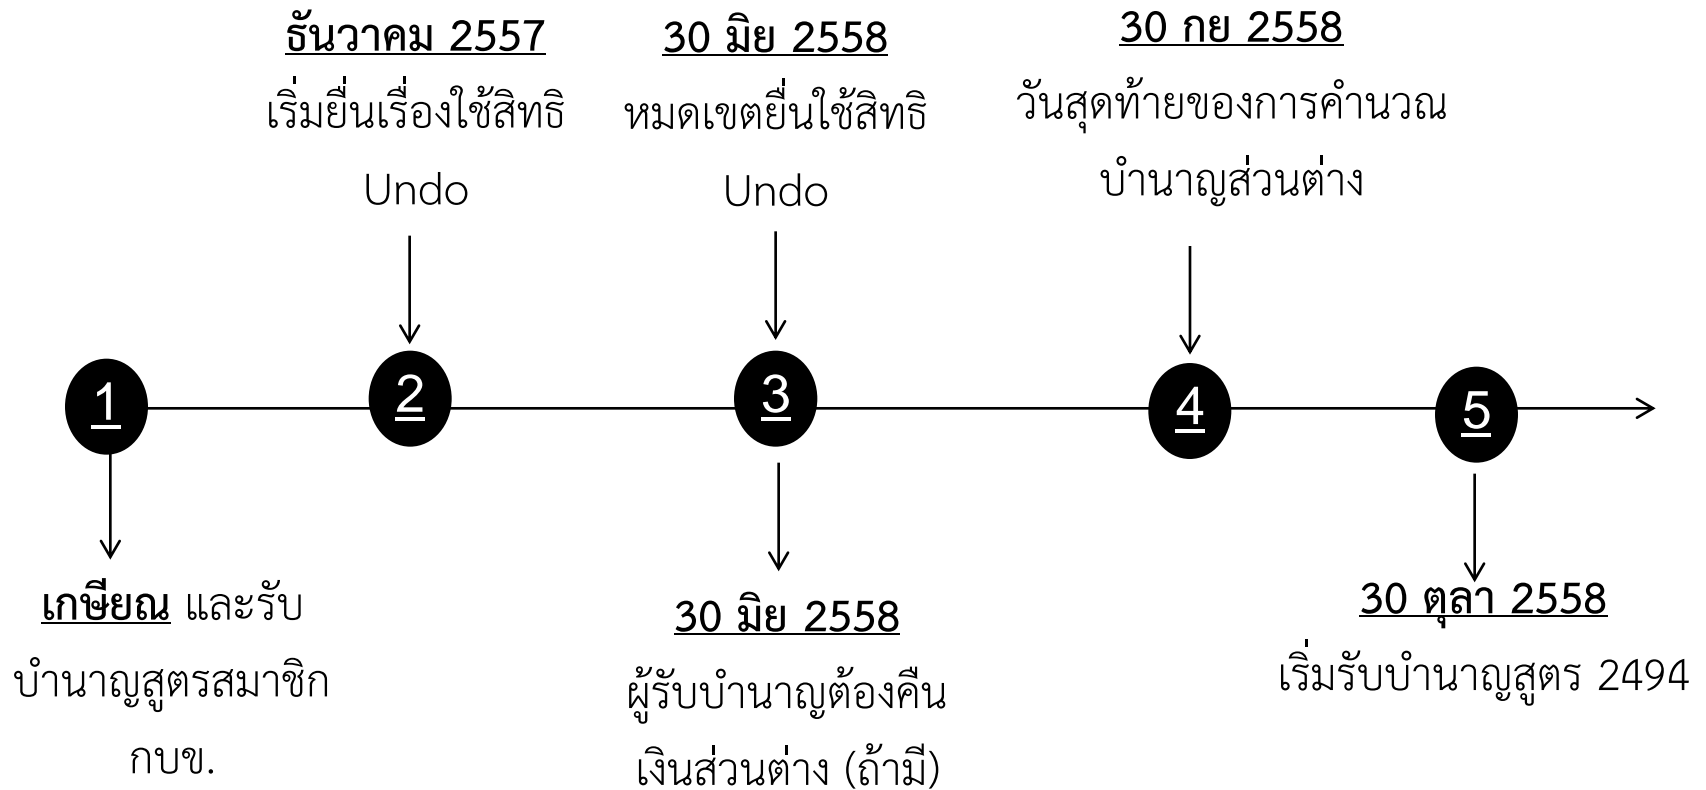 ธันวาคม 2557
เริ่มยื่นเรื่องใช้สิทธิ
Undo
30 มิย 2558
หมดเขตยื่นใช้สิทธิ
Undo
30 กย 2558
วันสุดท้ายของการคำนวณ
บำนาญส่วนต่าง
1
2
3
4
5
เกษียณ และรับ
บำนาญสูตรสมาชิก
กบข.
30 มิย 2558
ผู้รับบำนาญต้องคืน
เงินส่วนต่าง (ถ้ามี)
30 ตุลา 2558
เริ่มรับบำนาญสูตร 2494